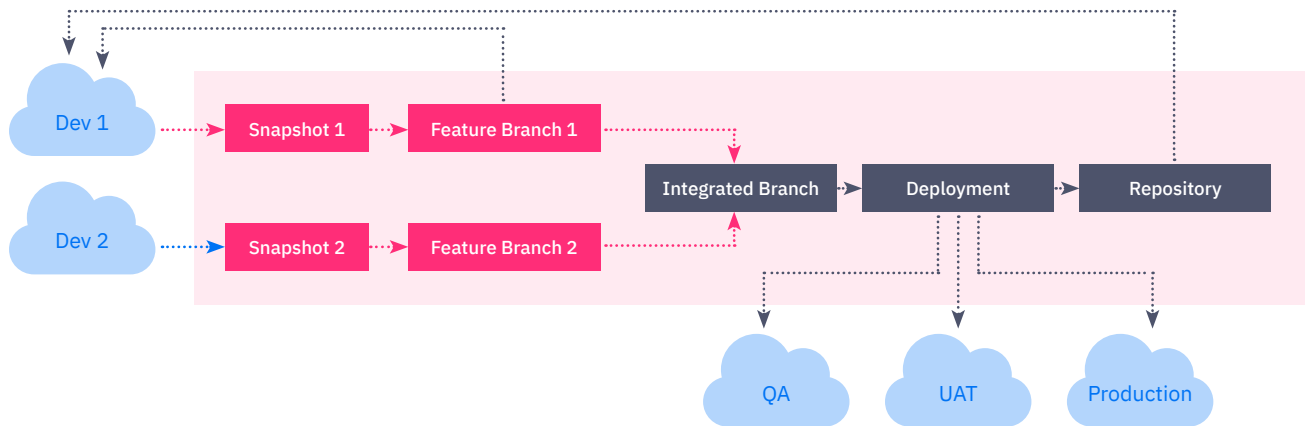 Dev 1
Snapshot 1
Feature Branch 1
Integrated Branch
Deployment
Repository
Dev 2
Snapshot 2
Feature Branch 2
QA
UAT
Production